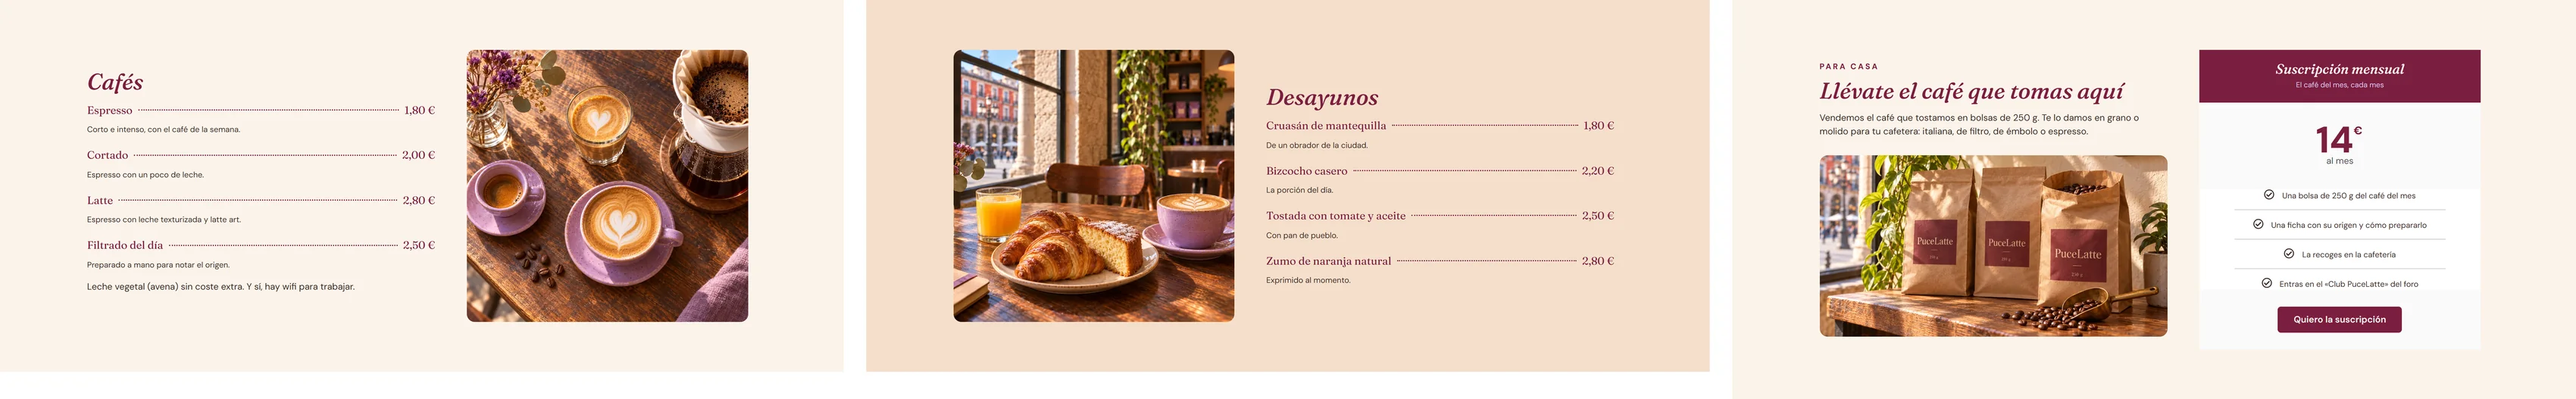 Cafés
Espresso 1,80 €
Corto e intenso, con el café de la semana.
Cortado 2,00 €
Espresso con un poco de leche.
Latte 2,80 €
Espresso con leche texturizada y latte art.
Filtrado del día 2,50 €
Preparado a mano para notar el origen.
Leche vegetal (avena) sin coste extra. Y sí, hay wifi para trabajar.
Desayunos
Cruasán de mantequilla 1,80 €
De un obrador de la ciudad.
Bizcocho casero 2,20 €
La porción del día.
Tostada con tomate y aceite 2,50 €
Con pan de pueblo.
Zumo de naranja natural 2,80 €
Exprimido al momento.
PARA CASA
Llévate el café que tomas aquí
Vendemos el café que tostamos en bolsas de 250 g. Te lo damos en grano o
molido para tu cafetera: italiana, de filtro, de émbolo o espresso.
PuceLatte
PuceLatte
PuceLatte
Suscripción mensual
El café del mes, cada mes
14 €
al mes
Una bolsa de 250 g del café del mes
Una ficha con su origen y cómo prepararlo
La recoges en la cafetería
Entras en el «Club PuceLatte» del foro
Quiero la suscripción